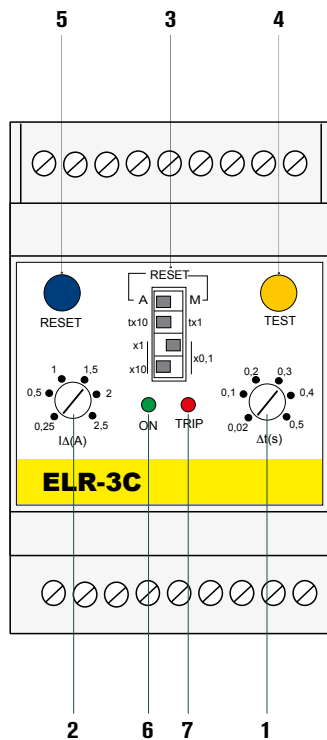 5 3 4
RESET
A M
RESET TEST
tx10 tx1
x1
x0,1
x10
1 1,5
0,5 2
0,25 2,5
I∆(A)
ON TRIP
0,2 0,3
0,1 0,4
0,02 0,5
∆t(s)
ELR-3C
2 6 7 1